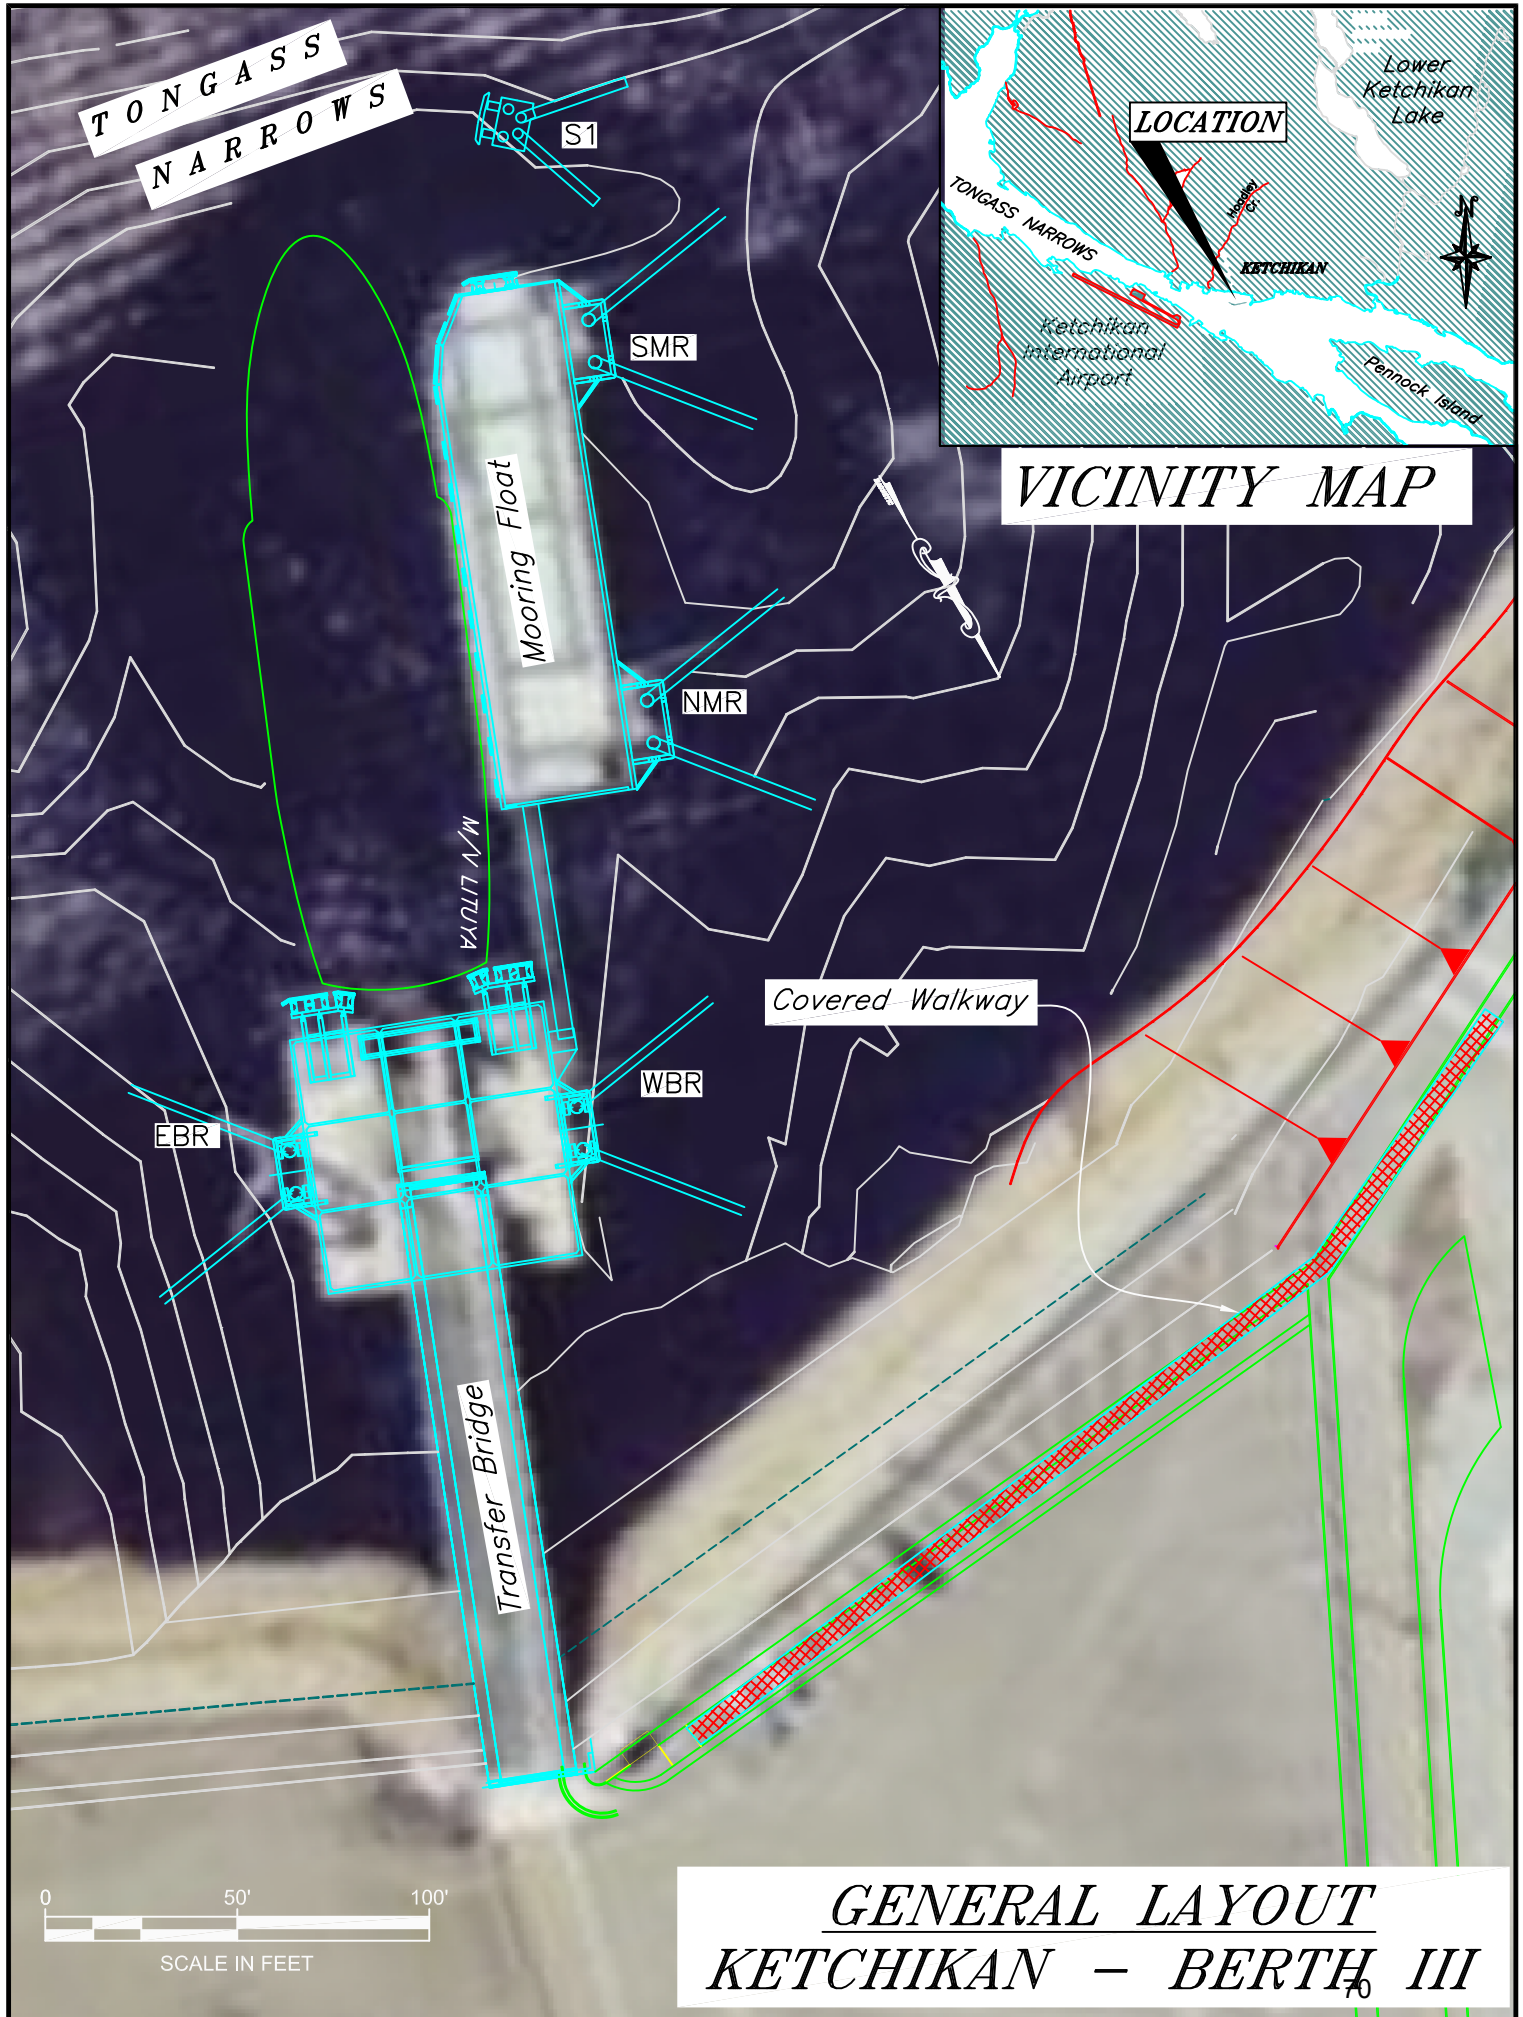 TONGASS
NARROWS
S1
SMR
Mooring Float
NMR
M/V LITUYA
WBR
EBR
Covered Walkway
Transfer Bridge
Lower
Ketchikan
Lake
LOCATION
TONGASS NARROWS
Hoadley
Cr.
N
KETCHIKAN
Ketchikan
International
Airport
Pennock Island
VICINITY MAP
0 50' 100'
SCALE IN FEET
GENERAL LAYOUT
KETCHIKAN - BERTH III
70